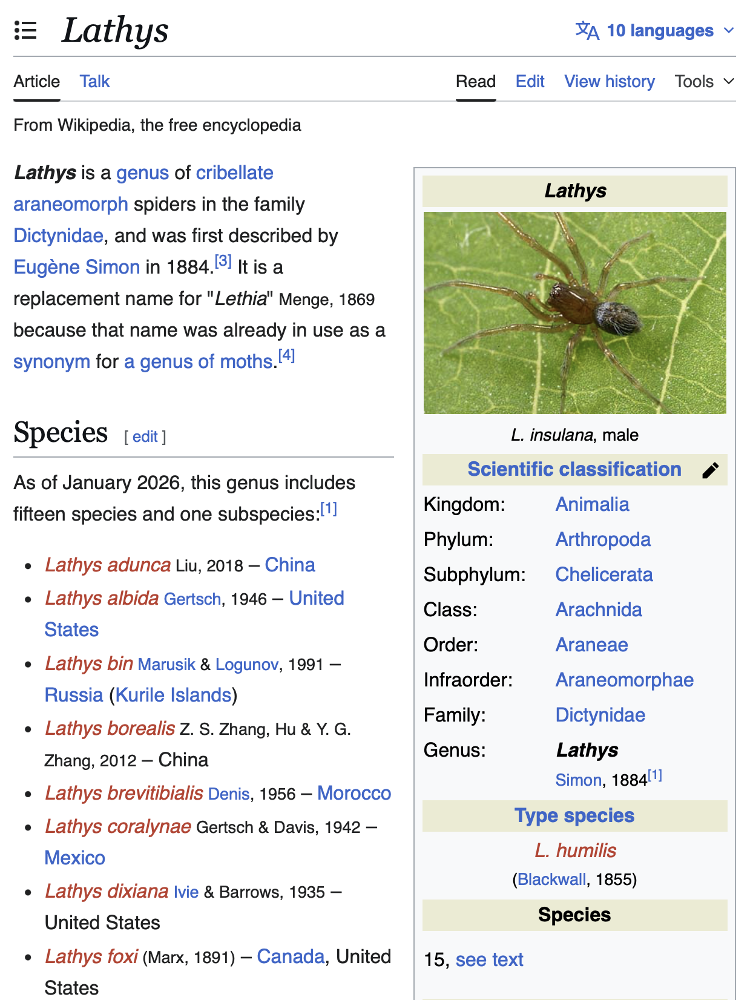 Lathys
10 languages
Article Talk Read Edit View history Tools
From Wikipedia, the free encyclopedia
Lathys is a genus of cribellate
araneomorph spiders in the family
Dictynidae, and was first described by
Eugène Simon in 1884.[3] It is a
replacement name for "Lethia" Menge, 1869
because that name was already in use as a
synonym for a genus of moths.[4]
Species [ edit ]
As of January 2026, this genus includes
fifteen species and one subspecies:[1]
• Lathys adunca Liu, 2018 – China
• Lathys albida Gertsch, 1946 – United
States
• Lathys bin Marusik & Logunov, 1991 –
Russia (Kurile Islands)
• Lathys borealis Z. S. Zhang, Hu & Y. G.
Zhang, 2012 – China
• Lathys brevitibialis Denis, 1956 – Morocco
• Lathys coralynae Gertsch & Davis, 1942 –
Mexico
• Lathys dixiana Ivie & Barrows, 1935 –
United States
• Lathys foxi (Marx, 1891) – Canada, United
States
Lathys
L. insulana, male
Scientific classification
Kingdom: Animalia
Phylum: Arthropoda
Subphylum: Chelicerata
Class: Arachnida
Order: Araneae
Infraorder: Araneomorphae
Family: Dictynidae
Genus: Lathys
Simon, 1884[1]
Type species
L. humilis
(Blackwall, 1855)
Species
15, see text